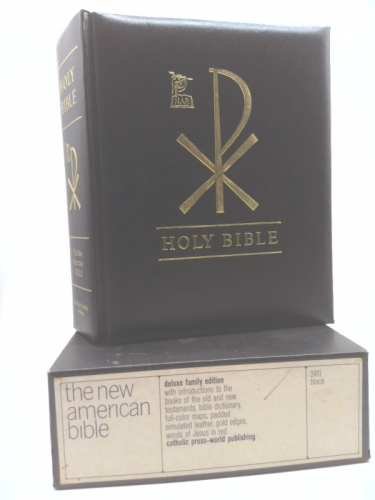 HOLY
BIBLE
NAB
HOLY BIBLE
the new
american
bible
deluxe family edition
with introductions to the
books of the old and new
testaments, bible dictionary,
full-color maps, padded
simulated leather, gold edges,
words of Jesus in red.
catholic press-world publishing
2411
black